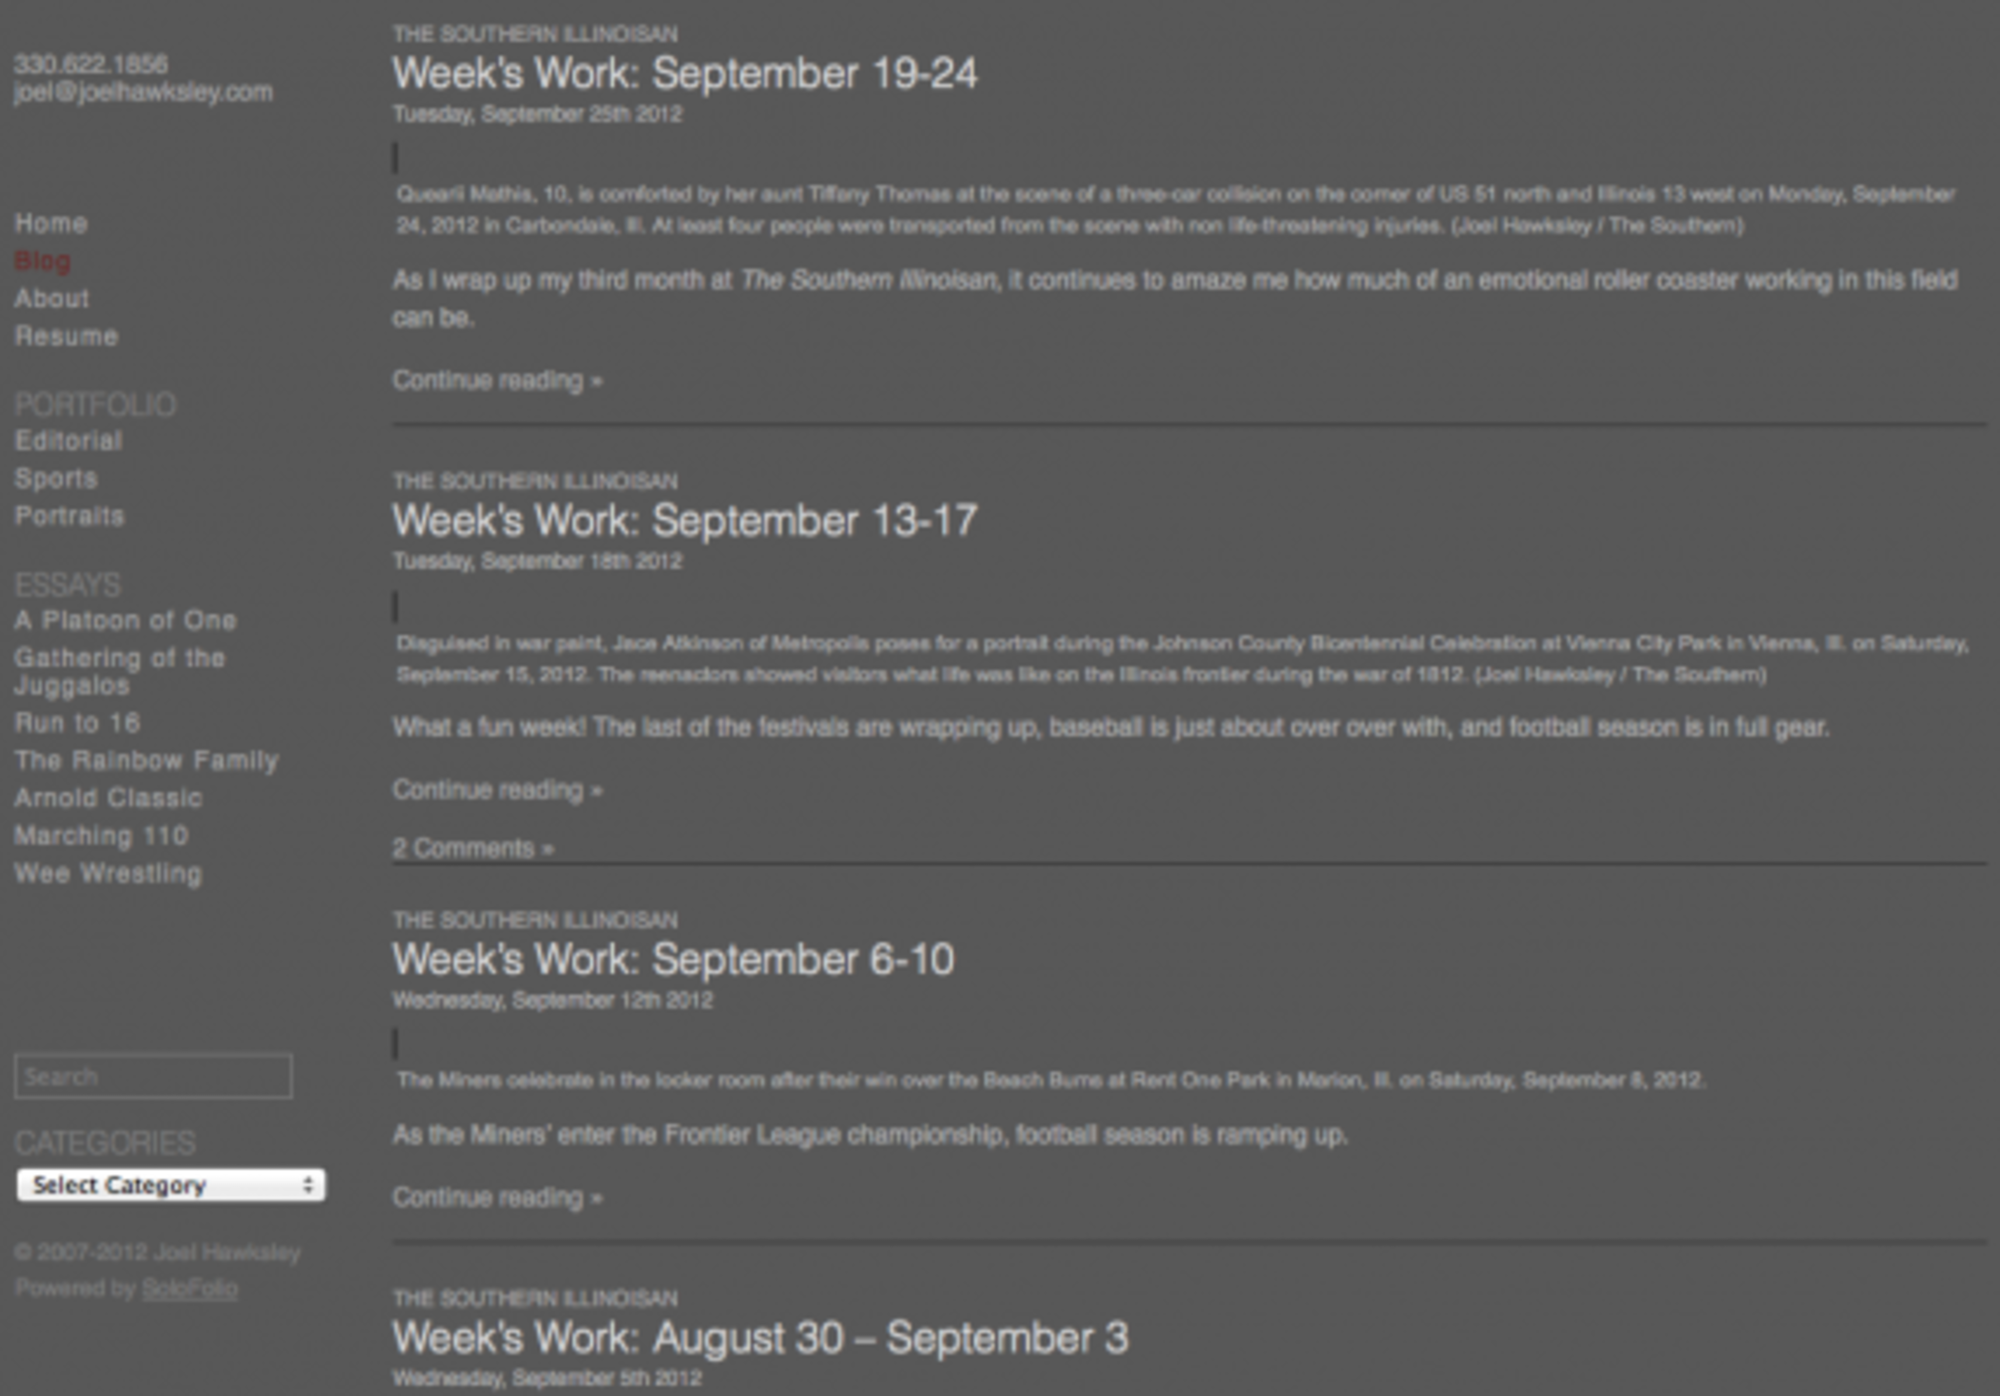 330.622.1856
joel@joelhawksley.com
Home
Blog
About
Resume
PORTFOLIO
Editorial
Sports
Portraits
ESSAYS
A Platoon of One
Gathering of the
Juggalos
Run to 16
The Rainbow Family
Arnold Classic
Marching 110
Wee Wrestling
Search
CATEGORIES
Select Category
© 2007-2012 Joel Hawksley
Powered by SoloFolio
THE SOUTHERN ILLINOISAN
Week's Work: September 19-24
Tuesday, September 25th 2012
Quearii Mathis, 10, is comforted by her aunt Tiffany Thomas at the scene of a three-car collision on the corner of US 51 north and Illinois 13 west on Monday, September
24, 2012 in Carbondale, Ill. At least four people were transported from the scene with non life-threatening injuries. (Joel Hawksley / The Southern)
As I wrap up my third month at The Southern Illinoisan, it continues to amaze me how much of an emotional roller coaster working in this field
can be.
Continue reading »
THE SOUTHERN ILLINOISAN
Week's Work: September 13-17
Tuesday, September 18th 2012
Disguised in war paint, Jace Atkinson of Metropolis poses for a portrait during the Johnson County Bicentennial Celebration at Vienna City Park in Vienna, Ill. on Saturday,
September 15, 2012. The reenactors showed visitors what life was like on the Illinois frontier during the war of 1812. (Joel Hawksley / The Southern)
What a fun week! The last of the festivals are wrapping up, baseball is just about over over with, and football season is in full gear.
Continue reading »
2 Comments »
THE SOUTHERN ILLINOISAN
Week's Work: September 6-10
Wednesday, September 12th 2012
The Miners celebrate in the locker room after their win over the Beach Bums at Rent One Park in Marion, Ill. on Saturday, September 8, 2012.
As the Miners' enter the Frontier League championship, football season is ramping up.
Continue reading »
THE SOUTHERN ILLINOISAN
Week's Work: August 30 – September 3
Wednesday, September 5th 2012